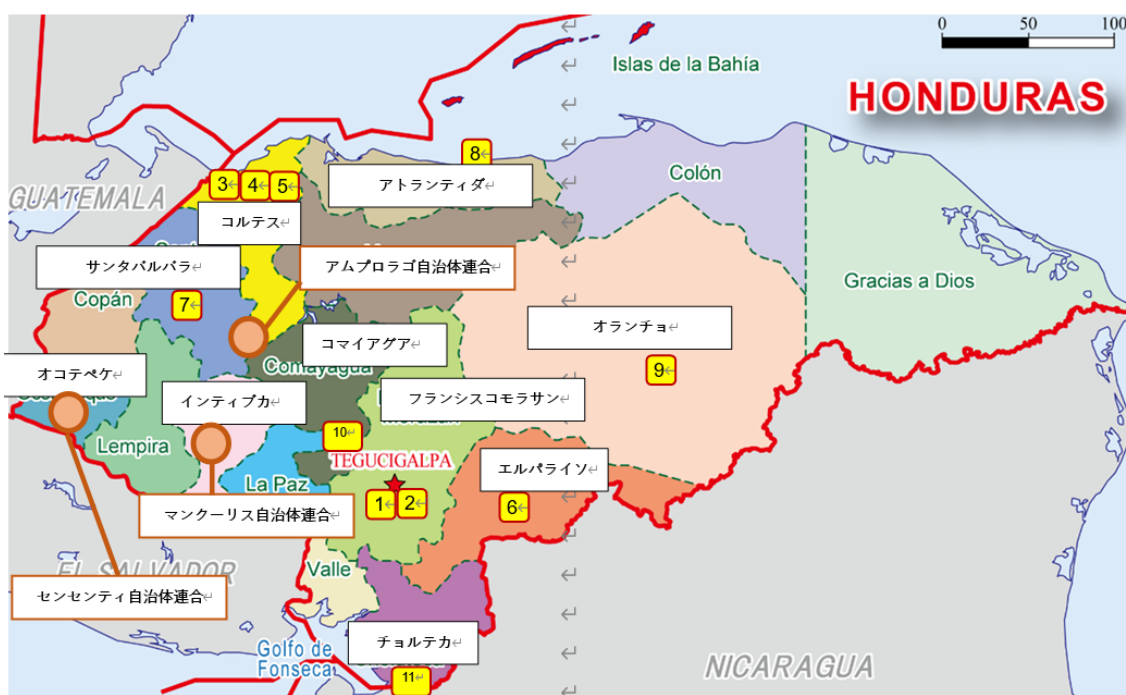 0 50 100
Islas de la Bahía
HONDURAS
8
3 4 5
アトランティダ
Colón
GUATEMALA
コルテス
サンタバルバラ
アムプロラゴ自治体連合
Gracias a Dios
Copán
7
オランチョ
コマイアグア
Comayagua
オコテペケ
9
インティブカ
フランシスコモラサン
Lempira
10
TEGUCIGALPA
エルパライソ
La Paz
1 2
6
マンクーリス自治体連合
EL SALVADOR
Valle
センセンティ自治体連合
チョルテカ
Golfo de
Fonseca
NICARAGUA
11